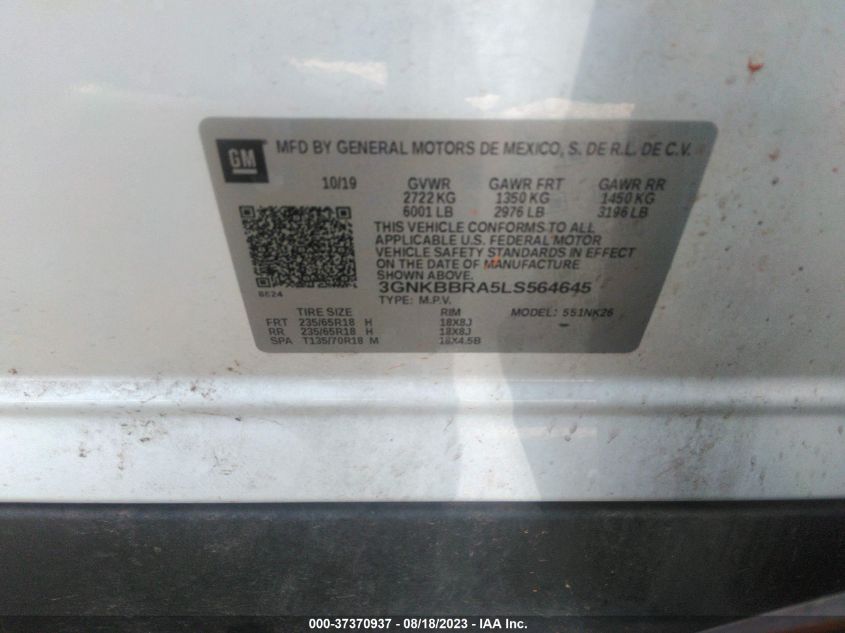 GM
MFD BY GENERAL MOTORS DE MEXICO, S. DE R.L. DE C.V.
10/19 GVWR GAWR FRT GAWR RR
2722 KG 1350 KG 1450 KG
6001 LB 2976 LB 3196 LB
THIS VEHICLE CONFORMS TO ALL
APPLICABLE U.S. FEDERAL MOTOR
VEHICLE SAFETY STANDARDS IN EFFECT
ON THE DATE OF MANUFACTURE
SHOWN ABOVE.
8624
3GNKBBRA5LS564645
TYPE: M.P.V. MODEL: 551NK26
TIRE SIZE RIM
FRT 235/65R18 H 18X8J
RR 235/65R18 H 18X8J
SPA T135/70R18 M 18X4.5B
000-37370937 - 08/18/2023 - IAA Inc.